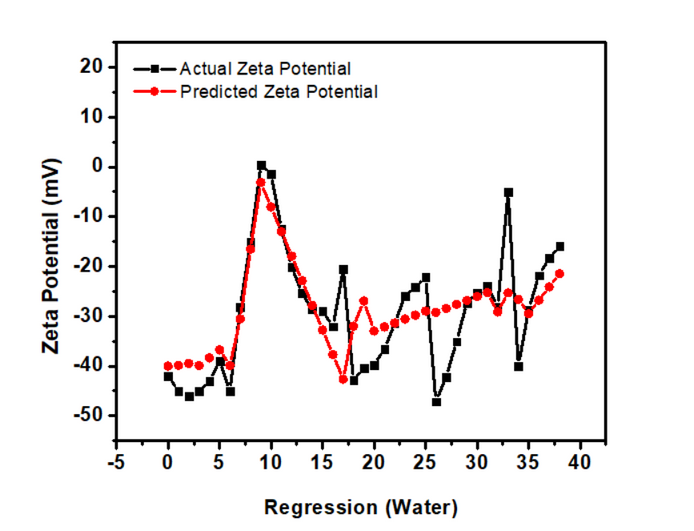 20
Actual Zeta Potential
Predicted Zeta Potential
10
0
-10
-20
-30
-40
-50
Zeta Potential (mV)
-5 0 5 10 15 20 25 30 35 40
Regression (Water)